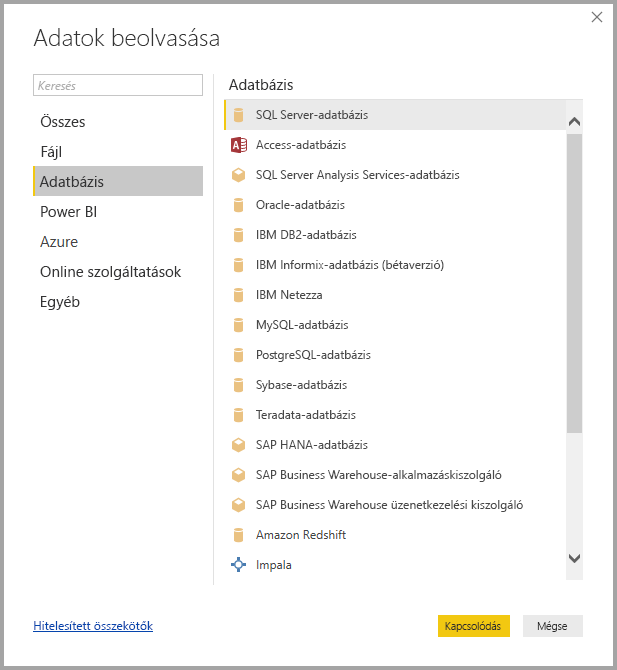 Adatok beolvasása
Keresés
Összes
Fájl
Adatbázis
Power BI
Azure
Online szolgáltatások
Egyéb
Adatbázis
SQL Server-adatbázis
Access-adatbázis
SQL Server Analysis Services-adatbázis
Oracle-adatbázis
IBM DB2-adatbázis
IBM Informix-adatbázis (bétaverzió)
IBM Netezza
MySQL-adatbázis
PostgreSQL-adatbázis
Sybase-adatbázis
Teradata-adatbázis
SAP HANA-adatbázis
SAP Business Warehouse-alkalmazáskiszolgáló
SAP Business Warehouse üzenetkezelési kiszolgáló
Amazon Redshift
Impala
Hitelesített összekötők
Kapcsolódás
Mégse